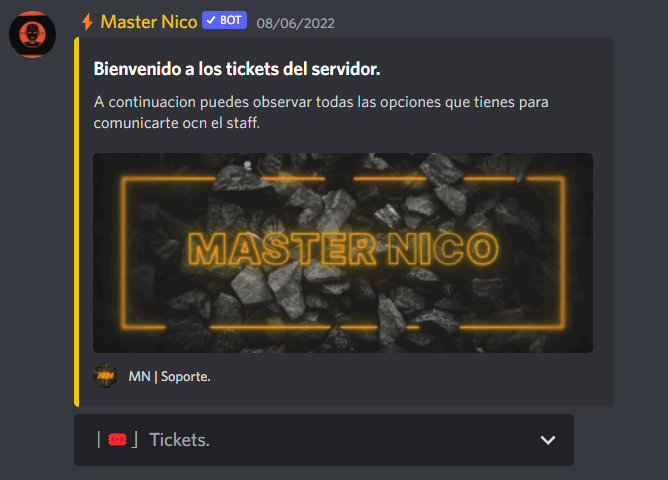 Master Nico BOT 08/06/2022
Bienvenido a los tickets del servidor.
A continuacion puedes observar todas las opciones que tienes para
comunicarte ocn el staff.
MASTER NICO
MN
MN | Soporte.
| 🎟️ ] Tickets.